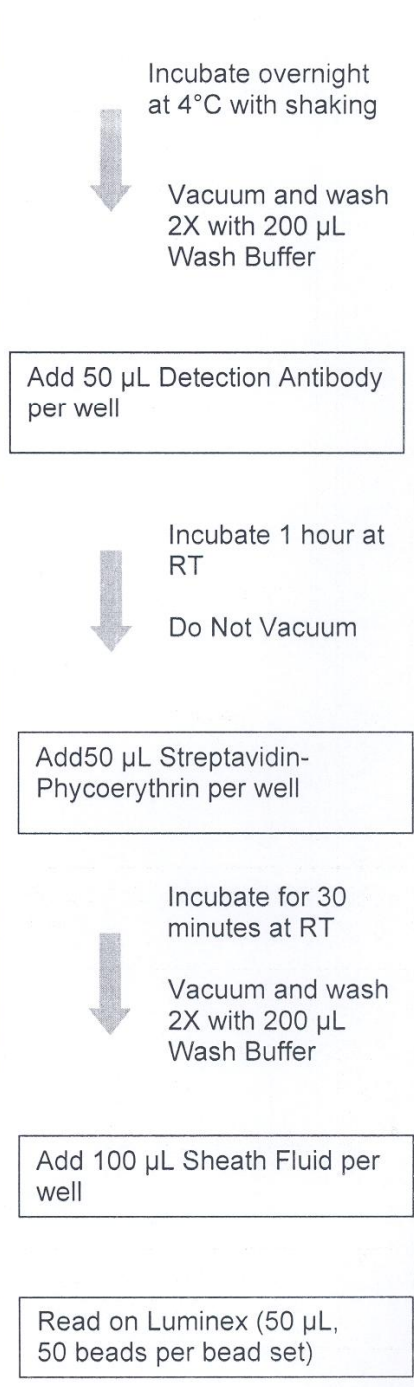 Incubate overnight
at 4°C with shaking
Vacuum and wash
2X with 200 µL
Wash Buffer
Add 50 µL Detection Antibody
per well
Incubate 1 hour at
RT
Do Not Vacuum
Add50 µL Streptavidin-
Phycoerythrin per well
Incubate for 30
minutes at RT
Vacuum and wash
2X with 200 µL
Wash Buffer
Add 100 µL Sheath Fluid per
well
Read on Luminex (50 µL,
50 beads per bead set)